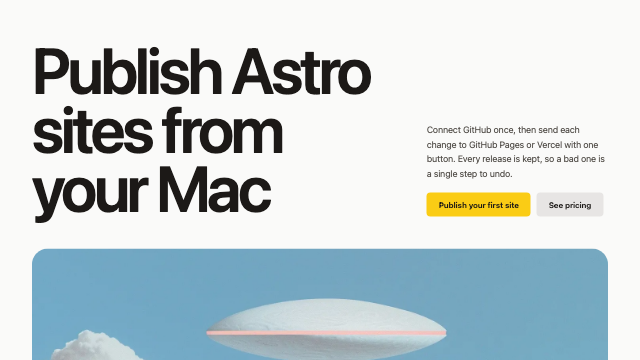 Publish Astro
sites from
your Mac
Connect GitHub once, then send each
change to GitHub Pages or Vercel with one
button. Every release is kept, so a bad one is
a single step to undo.
Publish your first site
See pricing